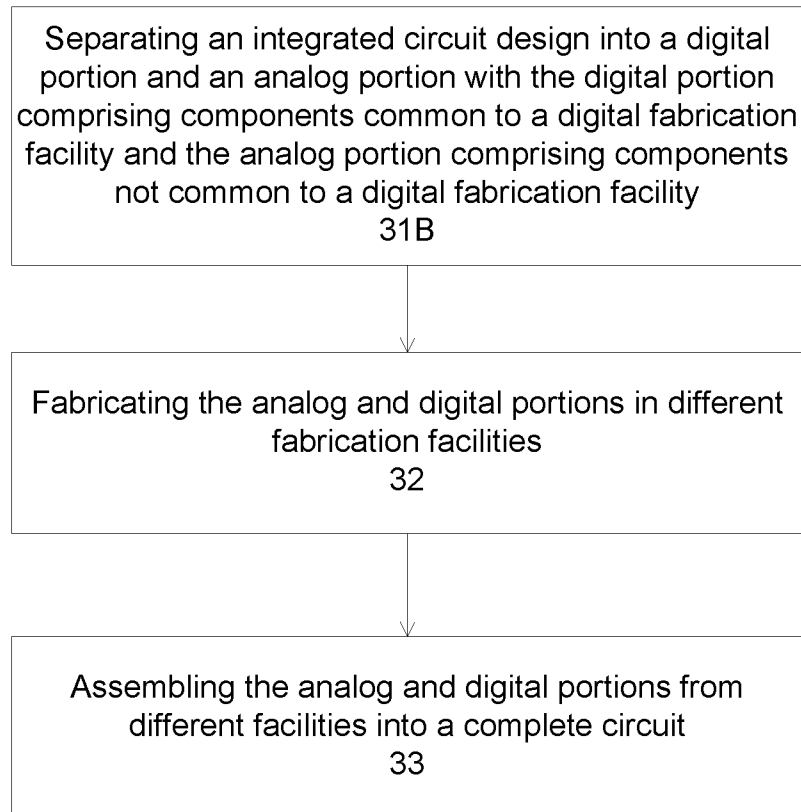 Separating an integrated circuit design into a digital
portion and an analog portion with the digital portion
comprising components common to a digital fabrication
facility and the analog portion comprising components
not common to a digital fabrication facility
31B
Fabricating the analog and digital portions in different
fabrication facilities
32
Assembling the analog and digital portions from
different facilities into a complete circuit
33